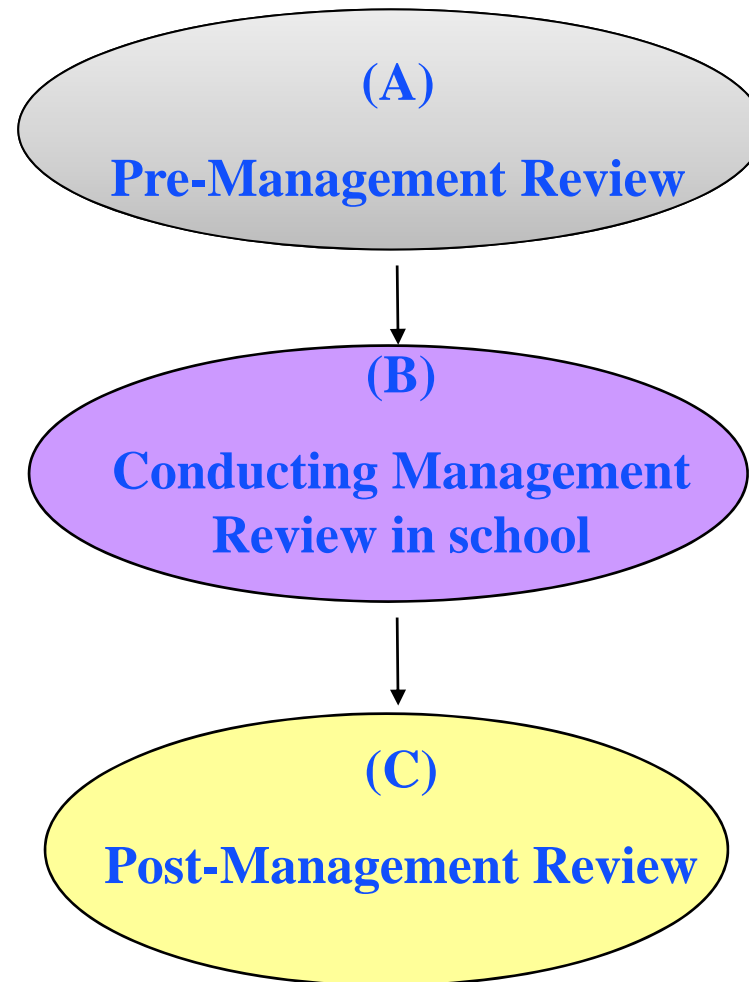 (A)
Pre-Management Review
(B)
Conducting Management
Review in school
(C)
Post-Management Review